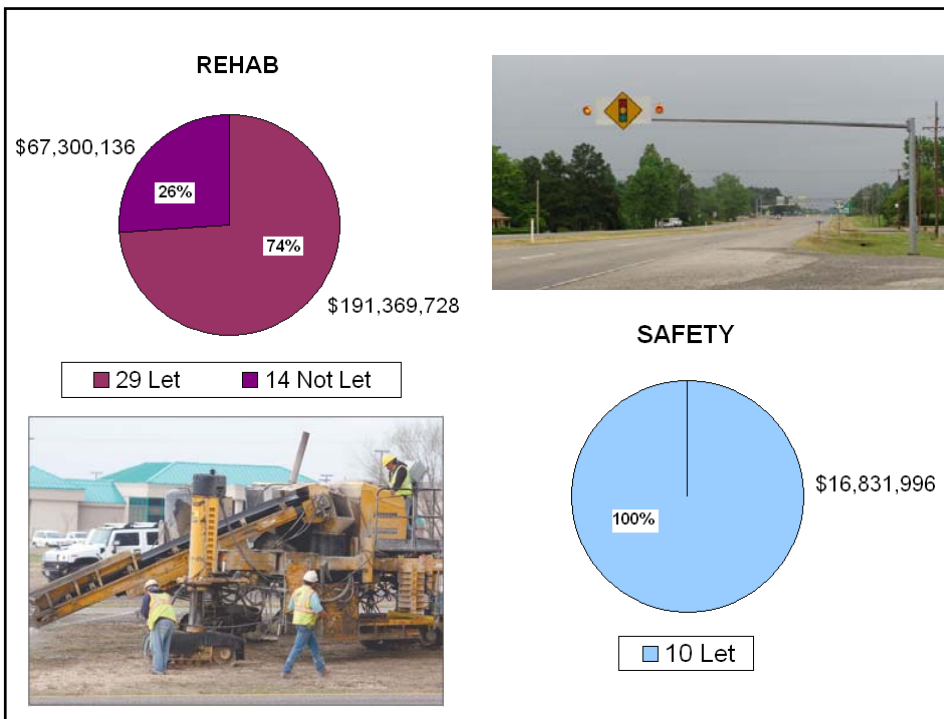 REHAB
$67,300,136
26%
74%
$191,369,728
29 Let 14 Not Let
SAFETY
$16,831,996
100%
10 Let